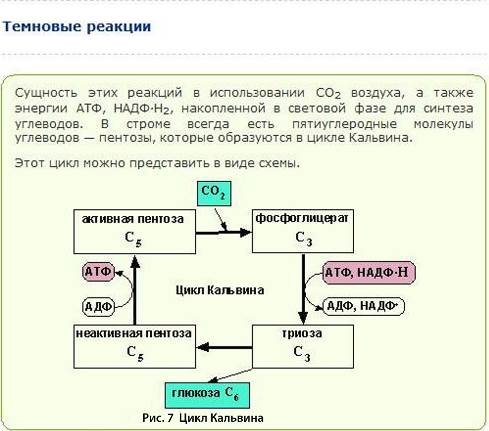 Темновые реакции
Сущность этих реакций в использовании CO2 воздуха, а также
энергии АТФ, НАДФ·H2, накопленной в световой фазе для синтеза
углеводов. В строме всегда есть пятиуглеродные молекулы
углеводов — пентозы, которые образуются в цикле Кальвина.
Этот цикл можно представить в виде схемы.
CO2
активная пентоза
C5
фосфоглицерат
C3
АТФ
АДФ
Цикл Кальвина
АТФ, НАДФ·H
АДФ, НАДФ·
неактивная пентоза
C5
триоза
C3
глюкоза C6
Рис. 7 Цикл Кальвина